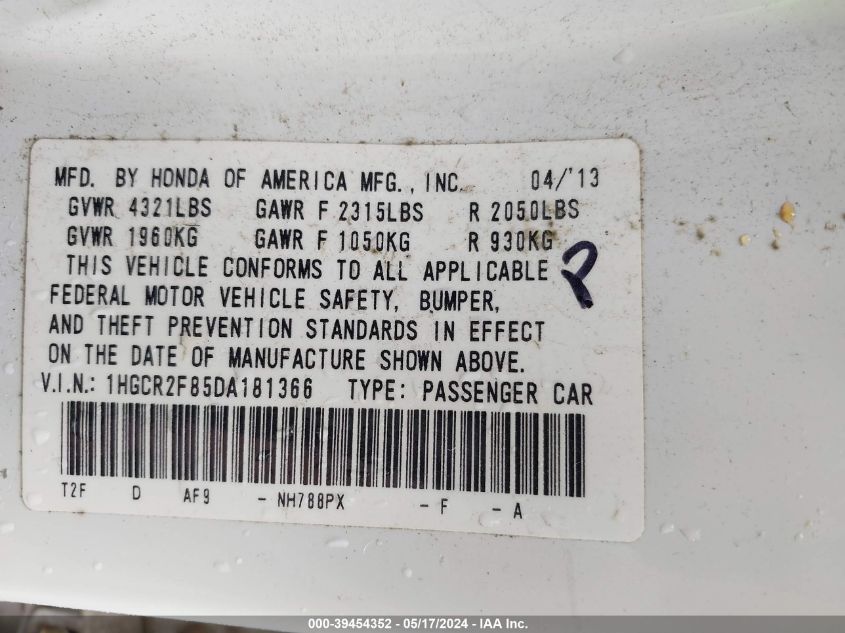 MFD. BY HONDA OF AMERICA MFG., INC. 04/'13
GVWR 4321LBS GAWR F 2315LBS R 2050LBS
GVWR 1960KG GAWR F 1050KG R 930KG
THIS VEHICLE CONFORMS TO ALL APPLICABLE
FEDERAL MOTOR VEHICLE SAFETY, BUMPER,
AND THEFT PREVENTION STANDARDS IN EFFECT
ON THE DATE OF MANUFACTURE SHOWN ABOVE.
V.I.N.: 1HGCR2F85DA181366 TYPE: PASSENGER CAR
T2F D AF9 - NH788PX - F - A
000-39454352 - 05/17/2024 - IAA Inc.